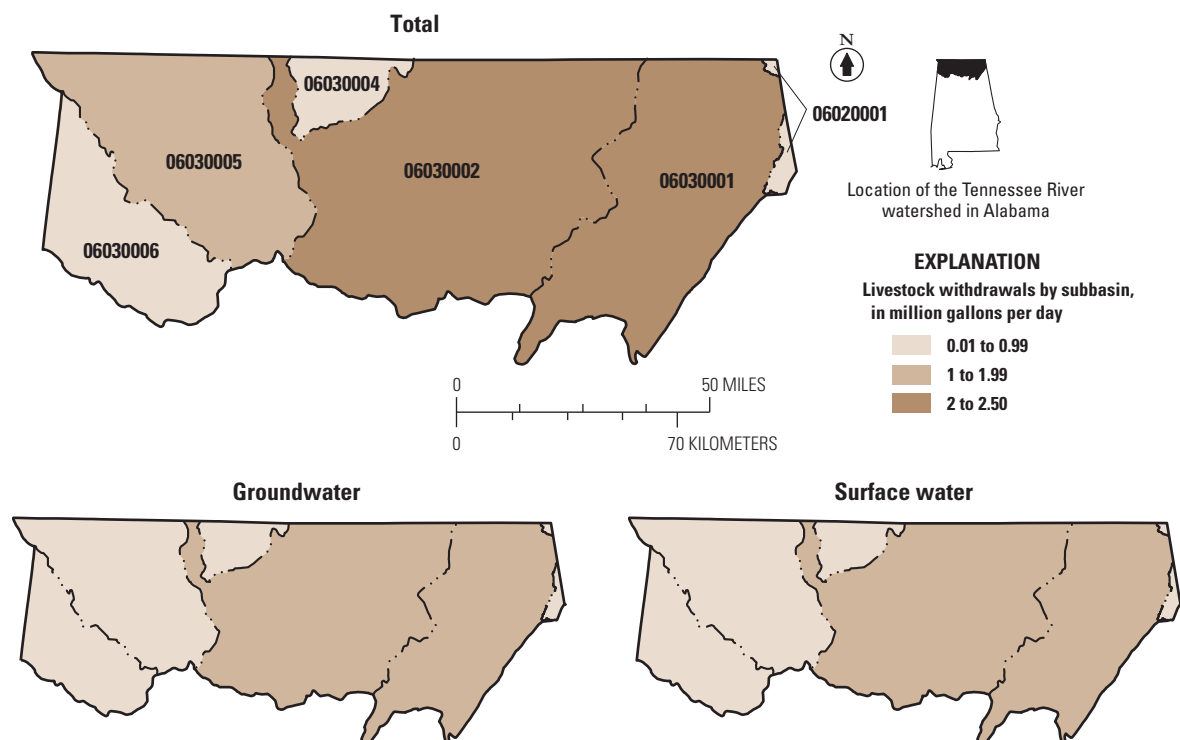 Total
N
06030004
06020001
06030005
06030002
06030001
06030006
Location of the Tennessee River
watershed in Alabama
EXPLANATION
Livestock withdrawals by subbasin,
in million gallons per day
0.01 to 0.99
1 to 1.99
2 to 2.50
0 50 MILES
0 70 KILOMETERS
Groundwater
Surface water